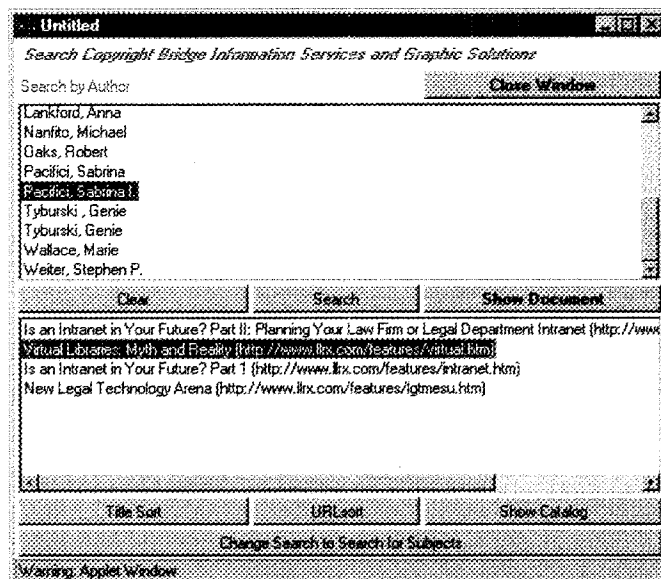 Untitled
Search Copyright Bridge Information Services and Graphic Solutions
Search by Author
Close Window
Lankford, Anna
Nanfito, Michael
Oaks, Robert
Pacifici, Sabrina
Pacifici, Sabrina I.
Tyburski , Genie
Tyburski, Genie
Wallace, Marie
Weiter, Stephen P.
Clear Search Show Document
Is an Intranet in Your Future? Part II: Planning Your Law Firm or Legal Department Intranet (http://www
Virtual Libraries: Myth and Reality (http://www.llrx.com/features/virtual.htm)
Is an Intranet in Your Future? Part 1 (http://www.llrx.com/features/intranet.htm)
New Legal Technology Arena (http://www.llrx.com/features/lgtmesu.htm)
Title Sort URLsort Show Catalog
Change Search to Search for Subjects
Warning: Applet Window